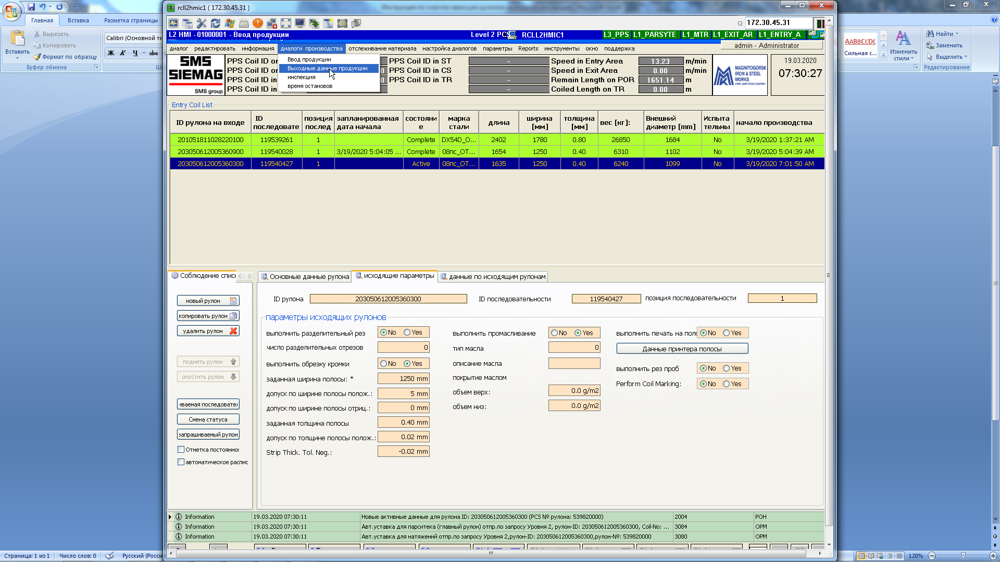 rcll2hmic1 ( 172.30.45.31 )
Главная
Вставка
Разметка страницы
Вырезать
Копировать
Формат по образцу
Вставить
Буфер обмена
Calibri (Основной те
Ж К Ч abe
172.30.45.31
L2 HMI - 01000001 - Ввод продукции
Level 2 PCS
RCLL2HMIC1
L3_PPS L1_PARSYTE L1_MTR L1_EXIT_AR L1_ENTRY_A
диалог редактировать информация диалоги производства отслеживание материала настройка диалогов параметры Reports инструменты окно поддержка
admin - Administrator
Ввод продукции
Выходные данные продукции
инспекция
время остановов
SMS
SIEMAG
SMS group
PPS Coil ID or
PPS Coil ID or
PPS Coil ID in
PPS Coil ID in
PPS Coil ID in ST -
PPS Coil ID in CS -
PPS Coil ID in TR -
-
Speed in Entry Area 13.23 m/min
Speed in Exit Area 0.00 m/min
Remain Length on POR 1651.14 m
Coiled Length on TR 0.00 m
MAGNITOGORSK
IRON & STEEL
WORKS
OPEN JOINT STOCK COMPANY
19.03.2020
07:30:27
АаВbСcDc
Сильная с...
Изменить
стили
Найти
Заменить
Выделить
Редактирование
Entry Coil List
ID рулона на входе
ID
последовате
позиция
послед
запланированная
дата начала
состояни
е
марка
стали
длина
ширина
[мм]
толщина
[мм]
вес [кг]:
Внешний
диаметр [mm]
Испыта
тельны
начало производства
201051811028220100 119539261 1 Complete DX54D_O... 2402 1780 0.80 26850 1684 No 3/19/2020 1:37:21 AM
203050612005360900 119540028 1 3/19/2020 5:04:05 ... Complete 08пс_ОТ... 1654 1250 0.40 6310 1102 No 3/19/2020 5:04:39 AM
203050612005360300 119540427 1 Active 08пс_ОТ... 1635 1250 0.40 6240 1099 No 3/19/2020 7:01:50 AM
Соблюдение списк
Основные данные рулона
исходящие параметры
данные по исходящим рулонам
новый рулон
копировать рулон
удалить рулон
поднять рулон
опустить рулон
иваемая последовател
Смена статуса
запрашиваемый рулон
Отметка постоянно
автоматическое распис
ID рулона 203050612005360300
ID последовательности 119540427
позиция последовательности 1
параметры исходящих рулонов
выполнить разделительный рез No Yes
число разделительных отрезов 0
выполнить обрезку кромки No Yes
заданная ширина полосы: * 1250 mm
допуск по ширине полосы полож.: 5 mm
допуск по ширине полосы отриц.: 0 mm
заданная толщина полосы 0.40 mm
допуск по толщине полосы полож.: 0.02 mm
Strip Thick. Tol. Neg.: -0.02 mm
выполнить промасливание No Yes
тип масла 0
описание масла
покрытие маслом
объем верх: 0.0 g/m2
объем низ: 0.0 g/m2
выполнить печать на поло No Yes
Данные принтера полосы
выполнить рез проб No Yes
Perform Coil Marking: No Yes
Information 19.03.2020 07:30:11 Новые активные данные для рулона ID: 203050612005360300 (PCS № рулона: 539820000) 2004 POH
Information 19.03.2020 07:30:11 Авт.уставка для парситека (главный рулон) отпр.по запросу Уровня 2, рулон-ID: 203050612005360300, Coil-No: ... 3084 OPM
Information 19.03.2020 07:30:11 Авт.уставка для натяжений отпр.по запросу Уровня 2,рулон-ID: 203050612005360300,рулон-№: 539820000 3080 OPM
Страница: 1 из 1
Число слов: 0
Русский (Росси
120%